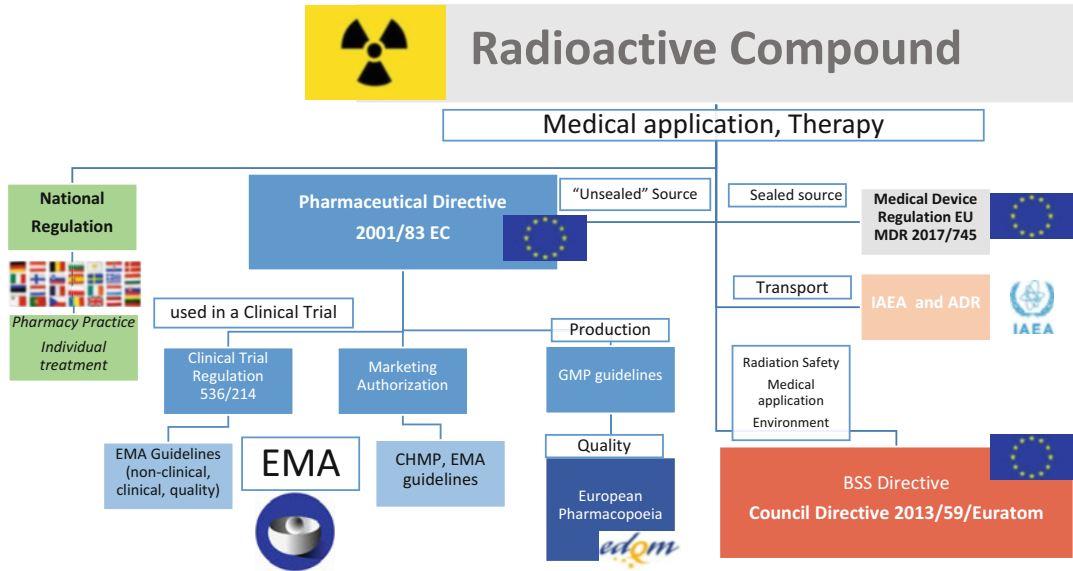 Radioactive Compound
Medical application, Therapy
National
Regulation
Pharmacy Practice
Individual
treatment
Pharmaceutical Directive
2001/83 EC
"Unsealed" Source
Sealed source
Medical Device
Regulation EU
MDR 2017/745
Transport
IAEA and ADR
IAEA
used in a Clinical Trial
Production
Clinical Trial
Regulation
536/214
Marketing
Authorization
GMP guidelines
Radiation Safety
Medical
application
Environment
EMA Guidelines
(non-clinical,
clinical, quality)
EMA
CHMP, EMA
guidelines
Quality
European
Pharmacopoeia
edqm
BSS Directive
Council Directive 2013/59/Euratom